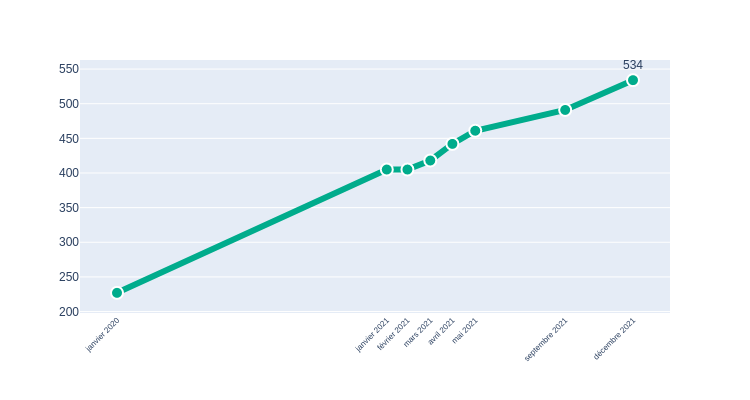 534
550
500
450
400
350
300
250
200
janvier 2020
janvier 2021
février 2021
mars 2021
avril 2021
mai 2021
septembre 2021
décembre 2021